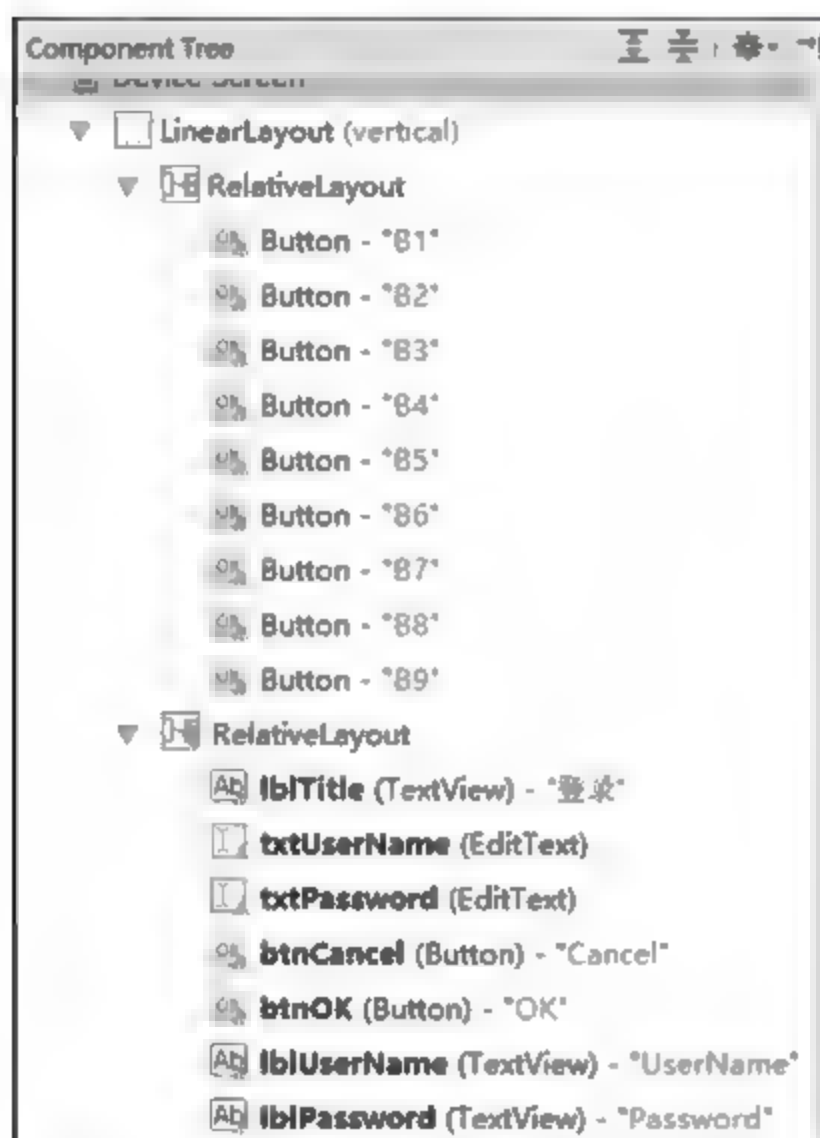 Component Tree
Device Screen
LinearLayout (vertical)
RelativeLayout
Button - "B1"
Button - "B2"
Button - "B3"
Button - "B4"
Button - "B5"
Button - "B6"
Button - "B7"
Button - "B8"
Button - "B9"
RelativeLayout
lblTitle (TextView) - "登录"
txtUserName (EditText)
txtPassword (EditText)
btnCancel (Button) - "Cancel"
btnOK (Button) - "OK"
lblUserName (TextView) - "UserName"
lblPassword (TextView) - "Password"